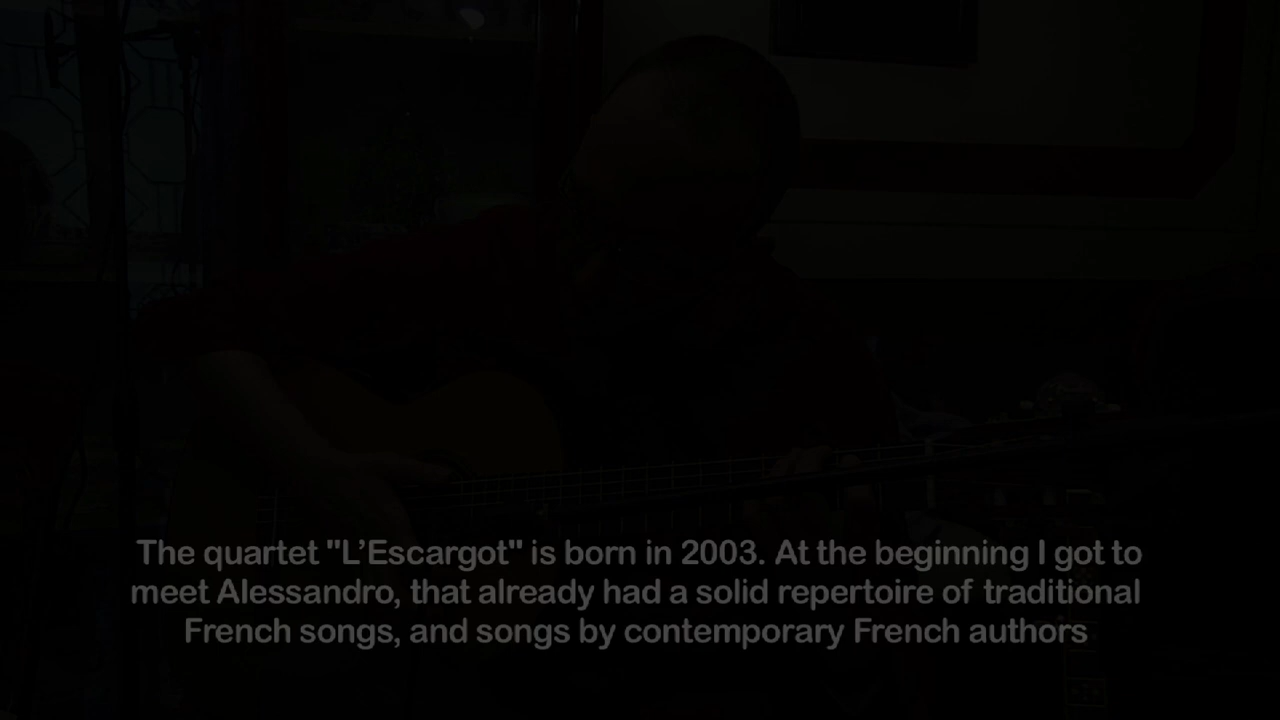 The quartet "L’Escargot" is born in 2003. At the beginning I got to
meet Alessandro, that already had a solid repertoire of traditional
French songs, and songs by contemporary French authors